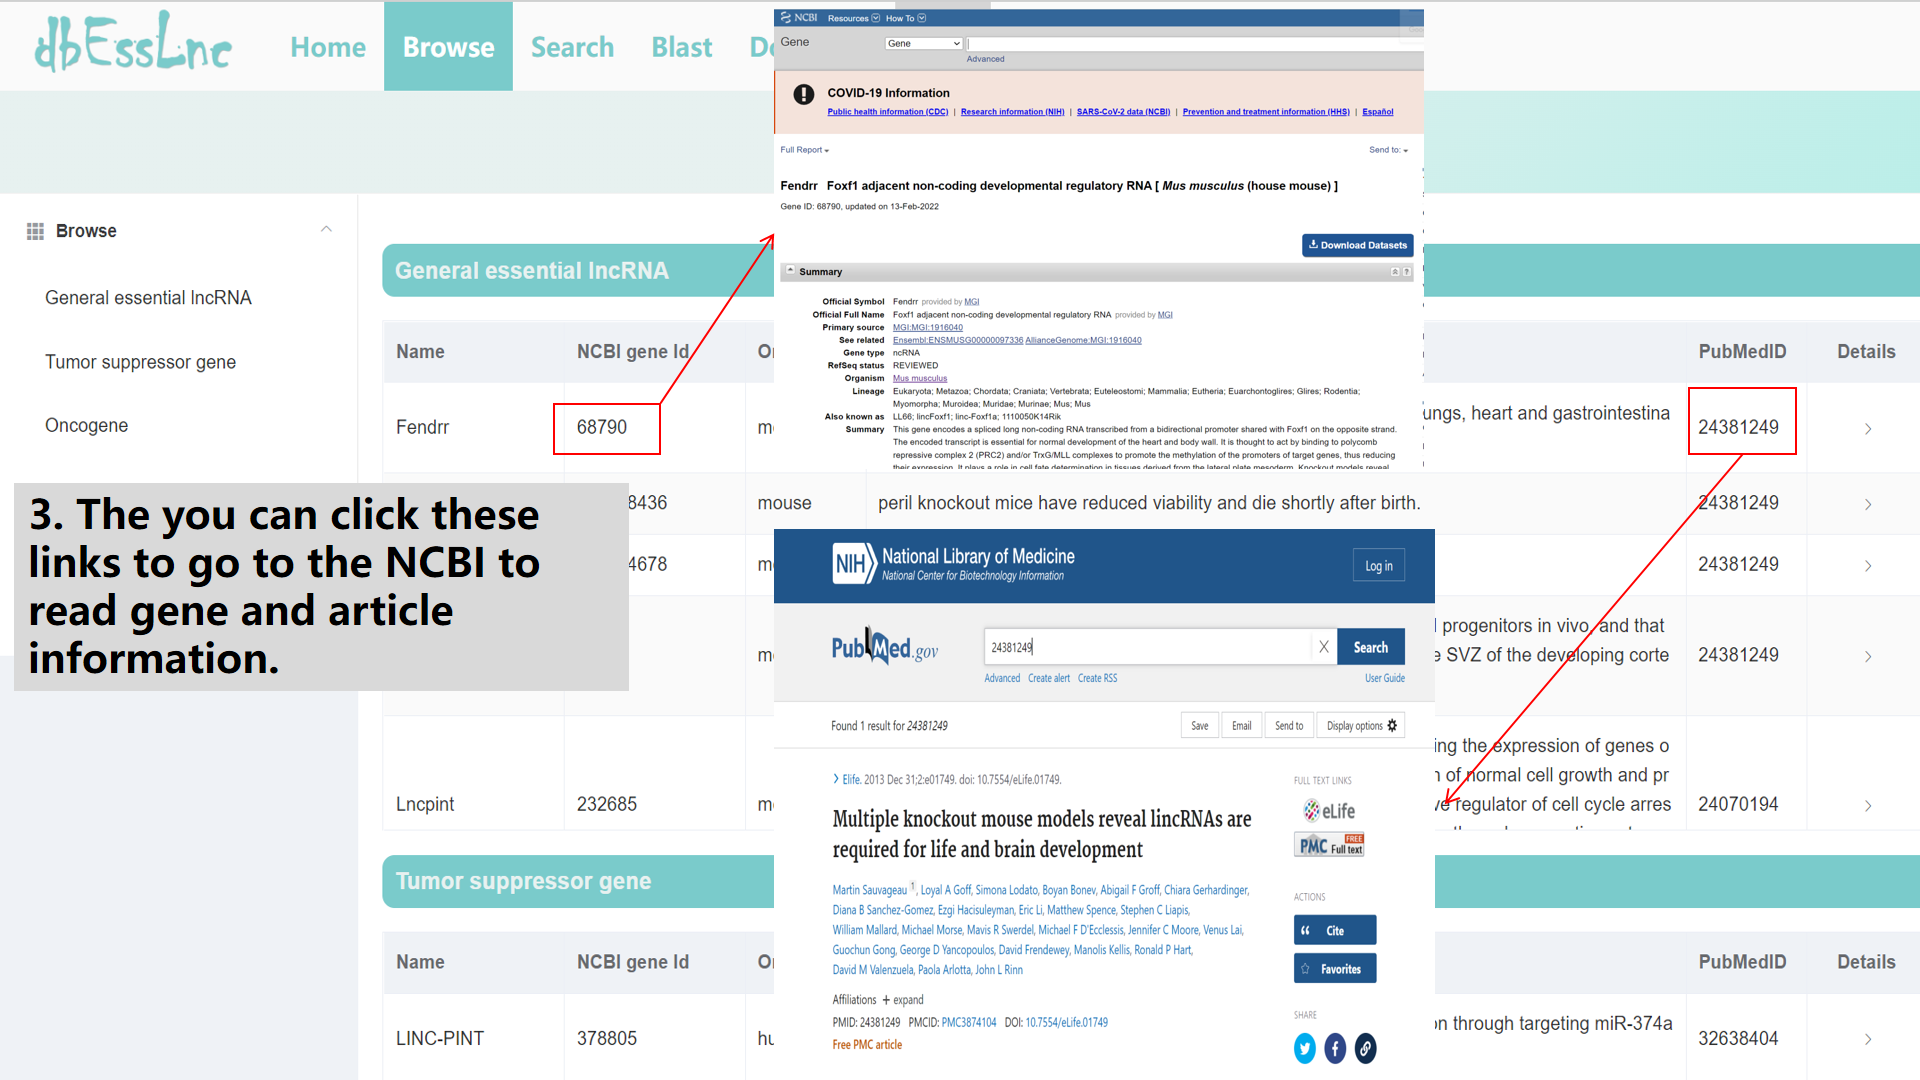 dbEssLnc
Home Browse Search Blast
NCBI Resources How To
Gene Gene
Advanced
COVID-19 Information
Public health information (CDC) | Research information (NIH) | SARS-CoV-2 data (NCBI) | Prevention and treatment information (HHS) | Español
Full Report Send to:
Fendrr Foxf1 adjacent non-coding developmental regulatory RNA [ Mus musculus (house mouse) ]
Gene ID: 68790, updated on 13-Feb-2022
Download Datasets
Summary
Official Symbol Fendrr provided by MGI
Official Full Name Foxf1 adjacent non-coding developmental regulatory RNA provided by MGI
Primary source MGI:MGI:1916040
See related Ensembl:ENSMUSG00000097336 AllianceGenome:MGI:1916040
Gene type ncRNA
RefSeq status REVIEWED
Organism Mus musculus
Lineage Eukaryota; Metazoa; Chordata; Craniata; Vertebrata; Euteleostomi; Mammalia; Eutheria; Euarchontoglires; Glires; Rodentia;
Myomorpha; Muroidea; Muridae; Murinae; Mus; Mus
Also known as LL66; lincFoxf1; linc-Foxf1a; 1110050K14Rik
Summary This gene encodes a spliced long non-coding RNA transcribed from a bidirectional promoter shared with Foxf1 on the opposite strand.
The encoded transcript is essential for normal development of the heart and body wall. It is thought to act by binding to polycomb
repressive complex 2 (PRC2) and/or TrxG/MLL complexes to promote the methylation of the promoters of target genes, thus reducing
their expression. It plays a role in cell fate determination in tissues derived from the lateral plate mesoderm. Knockout models reveal
Browse
General essential lncRNA
Tumor suppressor gene
Oncogene
General essential lncRNA
Name NCBI gene Id PubMedID Details
Fendrr 68790 ungs, heart and gastrointestina 24381249
8436 mouse peril knockout mice have reduced viability and die shortly after birth. 24381249
4678 24381249
progenitors in vivo, and that
SVZ of the developing corte 24381249
ing the expression of genes o
of normal cell growth and pr
Lncpint 232685 ve regulator of cell cycle arres 24070194
3. The you can click these
links to go to the NCBI to
read gene and article
information.
NIH National Library of Medicine
National Center for Biotechnology Information
Log in
PubMed.gov 24381249 X Search
Advanced Create alert Create RSS User Guide
Found 1 result for 24381249 Save Email Send to Display options
Elife. 2013 Dec 31;2:e01749. doi: 10.7554/eLife.01749.
Multiple knockout mouse models reveal lincRNAs are
required for life and brain development
Martin Sauvageau 1, Loyal A Goff, Simona Lodato, Boyan Bonev, Abigail F Groff, Chiara Gerhardinger,
Diana B Sanchez-Gomez, Ezgi Hacisuleyman, Eric Li, Matthew Spence, Stephen C Liapis,
William Mallard, Michael Morse, Mavis R Swerdel, Michael F D'Ecclessis, Jennifer C Moore, Venus Lai,
Guochun Gong, George D Yancopoulos, David Frendewey, Manolis Kellis, Ronald P Hart,
David M Valenzuela, Paola Arlotta, John L Rinn
Affiliations + expand
PMID: 24381249 PMCID: PMC3874104 DOI: 10.7554/eLife.01749
Free PMC article
FULL TEXT LINKS
eLife
PMC Full text FREE
ACTIONS
Cite
Favorites
SHARE
Tumor suppressor gene
Name NCBI gene Id PubMedID Details
LINC-PINT 378805 on through targeting miR-374a 32638404